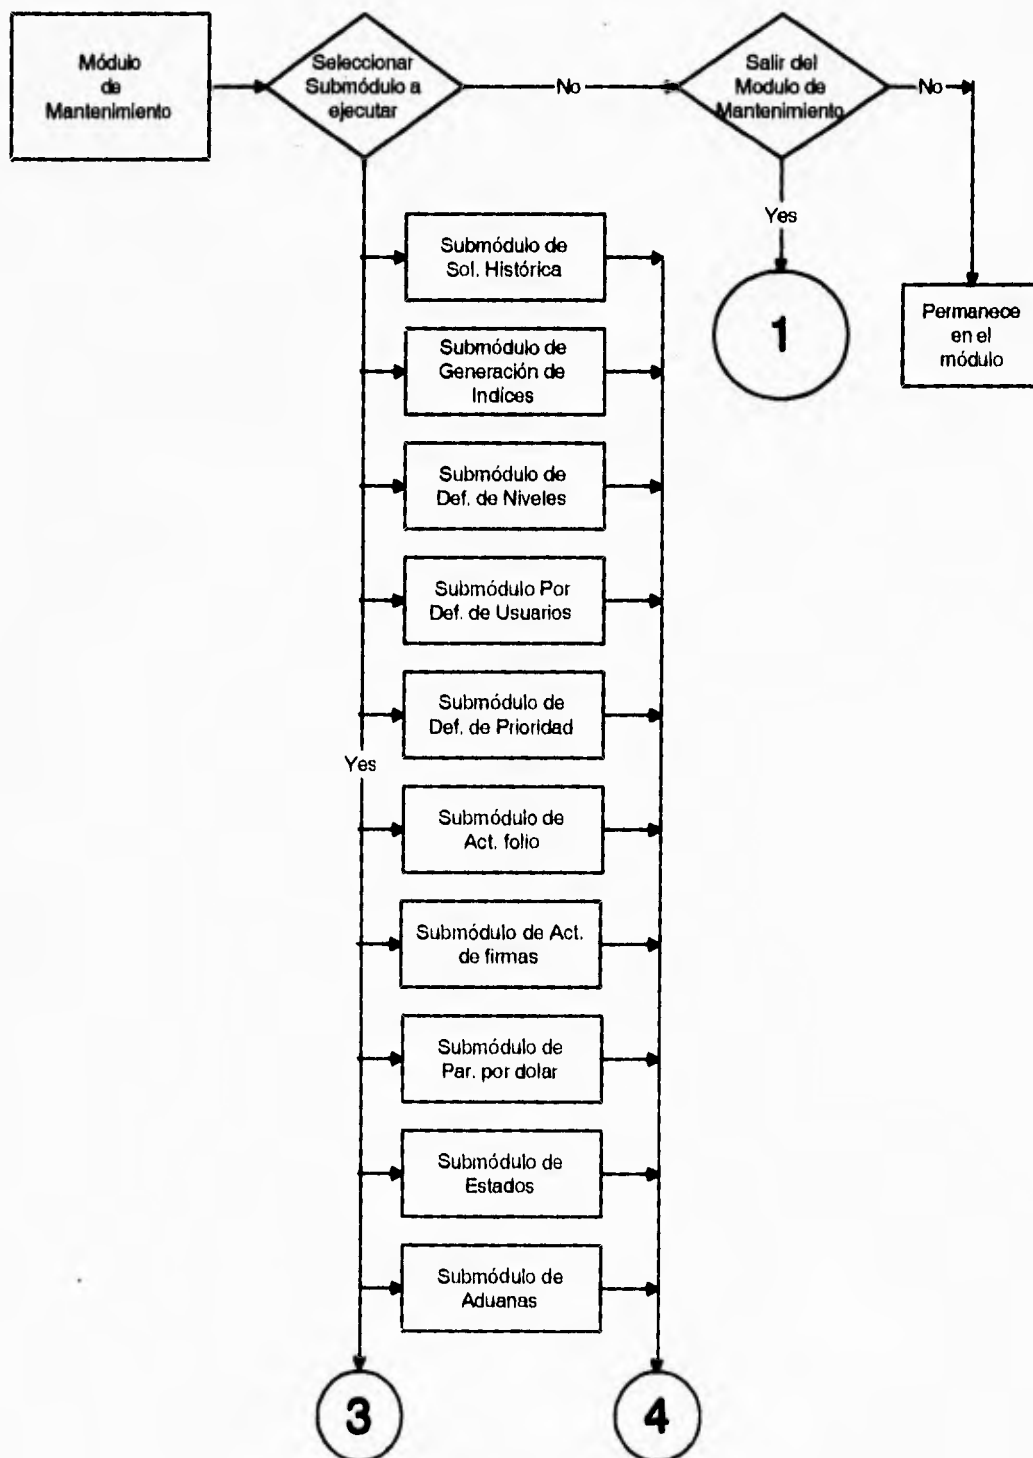 Módulo
de
Mantenimiento
Seleccionar
Submódulo a
ejecutar
No
Salir del
Modulo de
Mantenimiento
No
Yes
1
Permanece
en el
módulo
Submódulo de
Sol. Histórica
Submódulo de
Generación de
Indíces
Submódulo de
Def. de Niveles
Submódulo Por
Def. de Usuarios
Submódulo de
Def. de Prioridad
Yes
Submódulo de
Act. folio
Submódulo de Act.
de firmas
Submódulo de
Par. por dolar
Submódulo de
Estados
Submódulo de
Aduanas
3
4